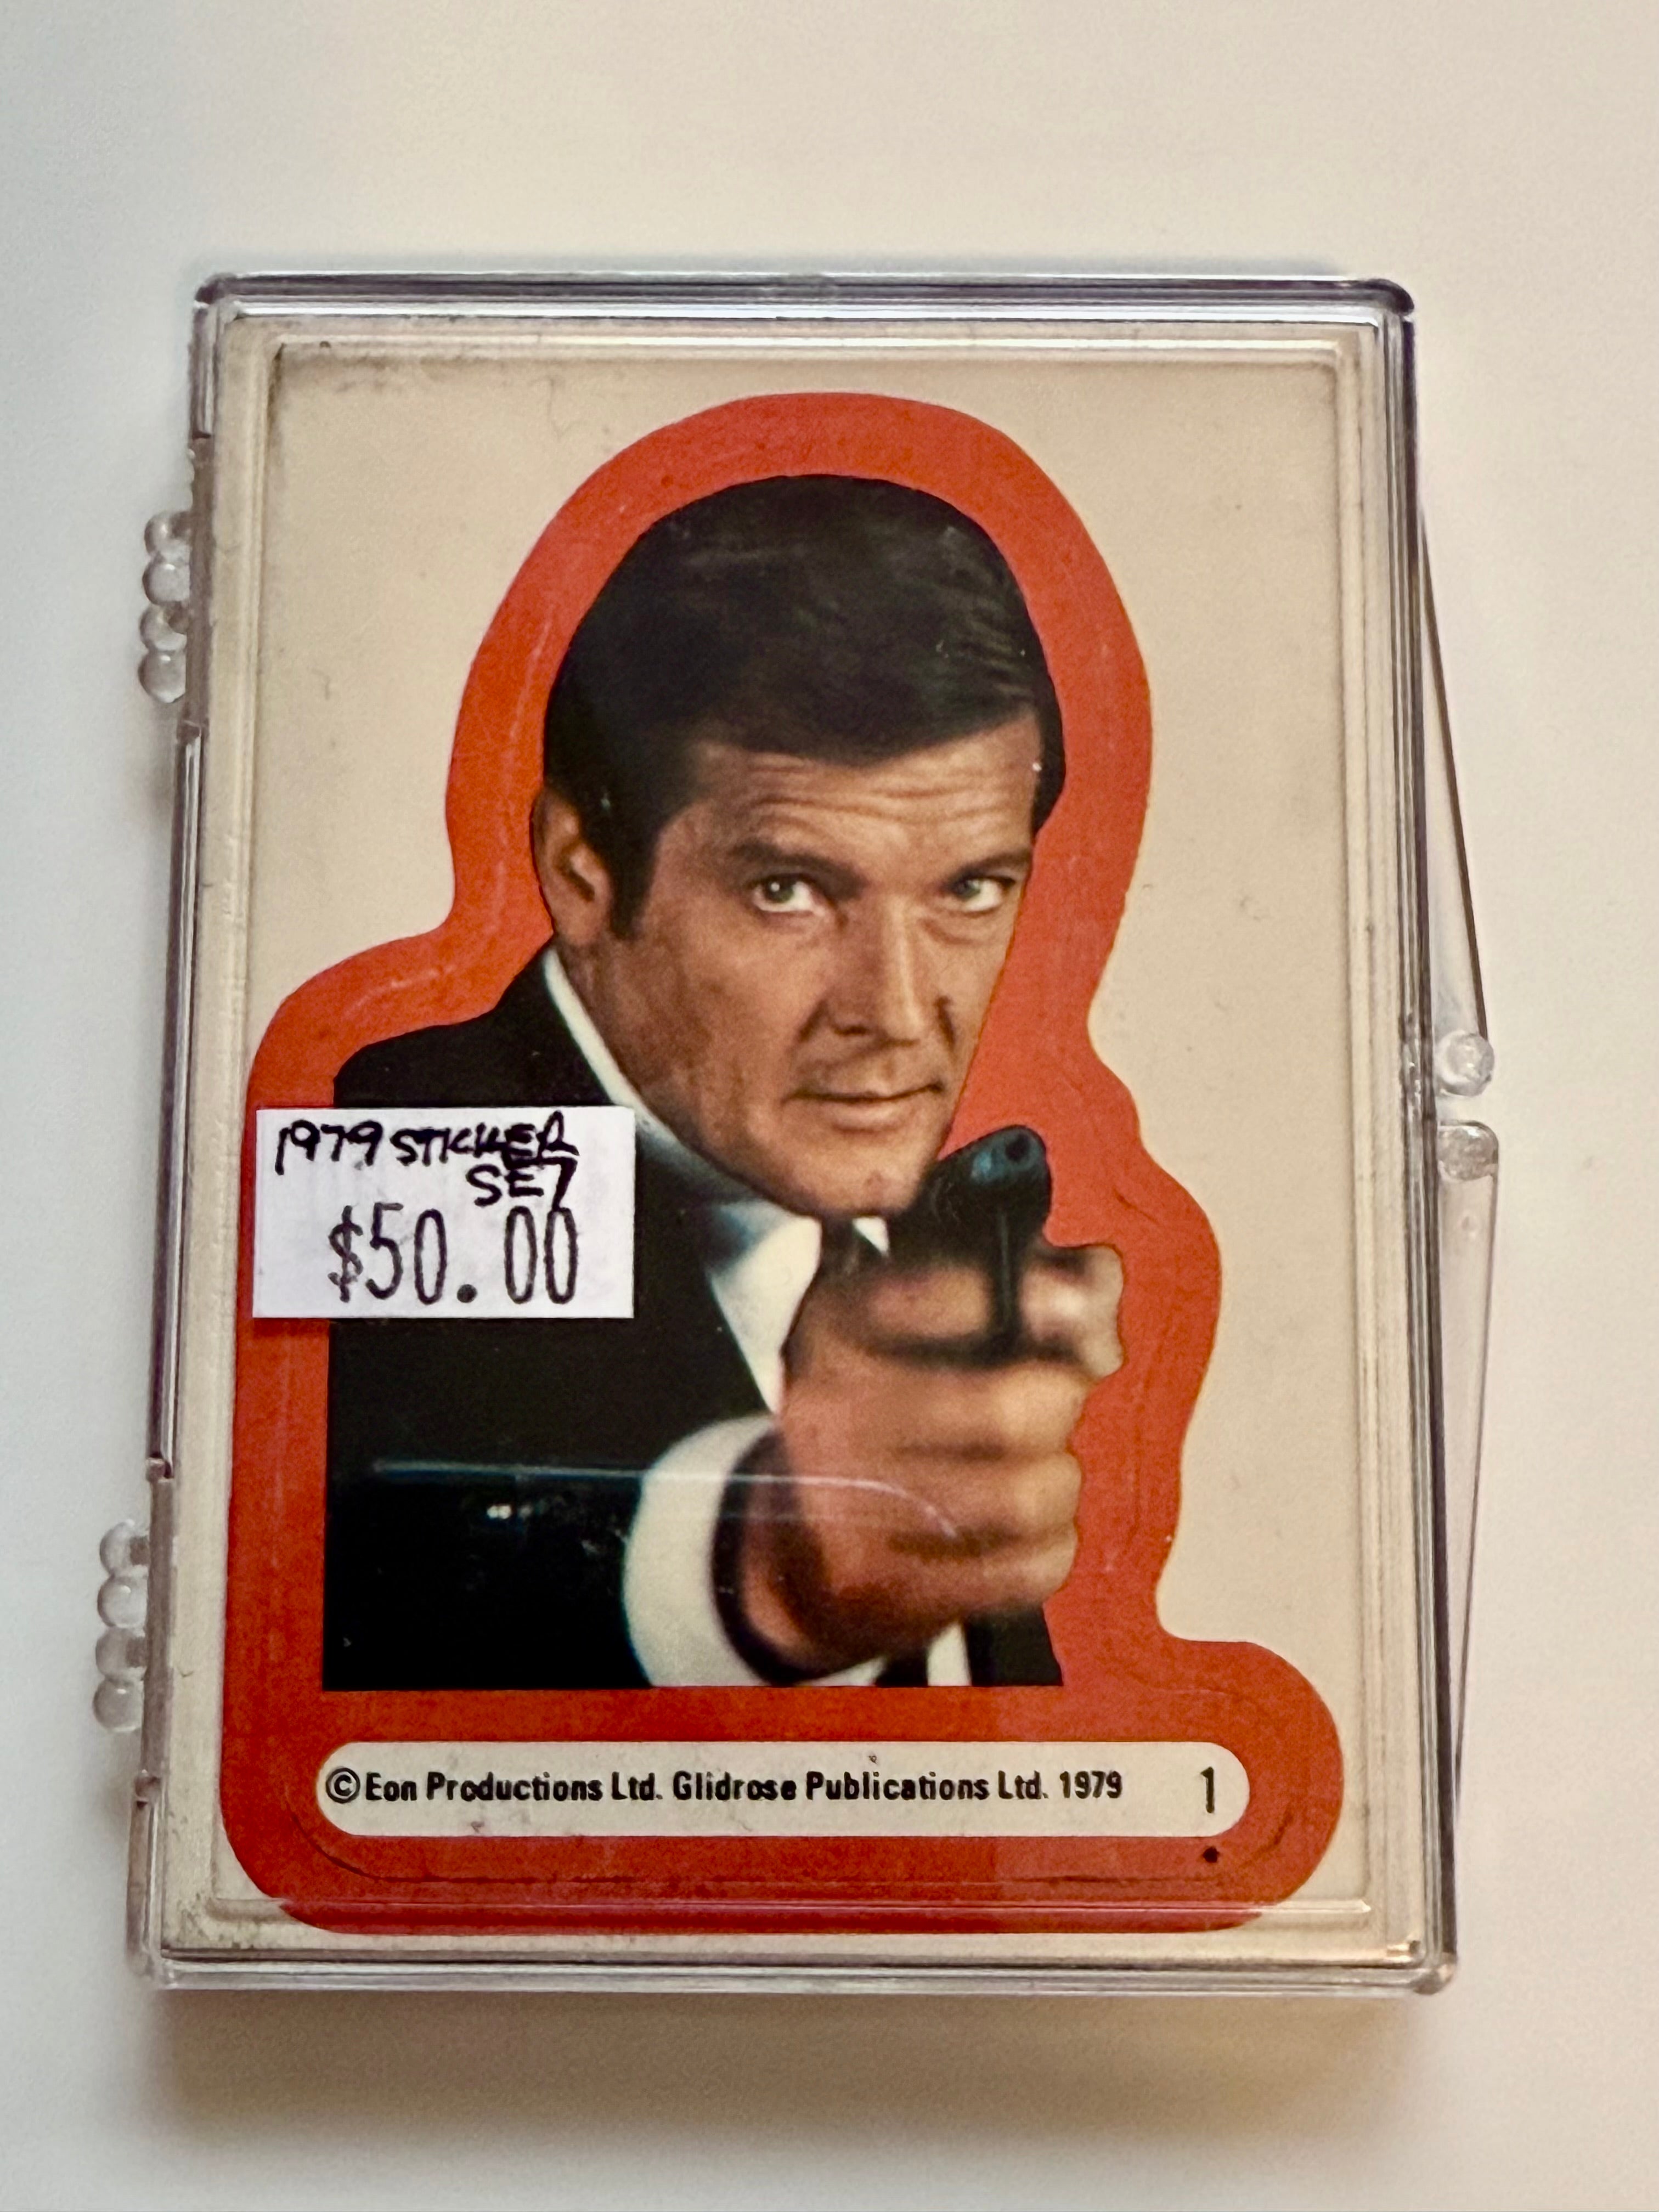 1979 STICKER
SET
$50.00
©Eon Productions Ltd. Glidrose Publications Ltd. 1979 1